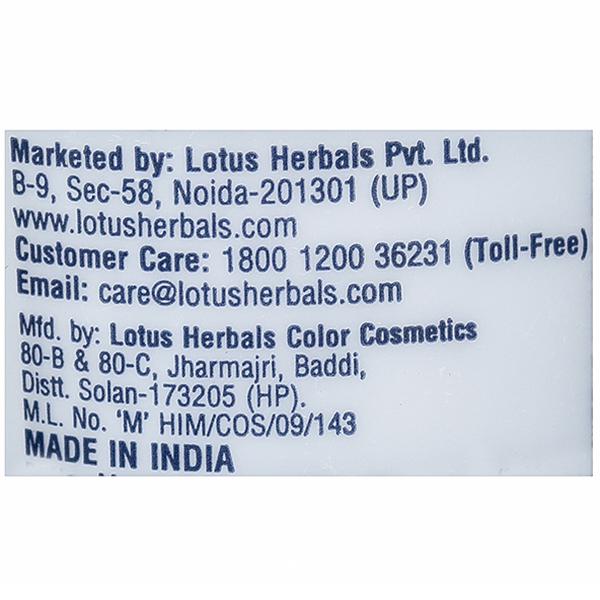 Marketed by: Lotus Herbals Pvt. Ltd.
B-9, Sec-58, Noida-201301 (UP)
www.lotusherbals.com
Customer Care: 1800 1200 36231 (Toll-Free)
Email: care@lotusherbals.com
Mfd. by: Lotus Herbals Color Cosmetics
80-B & 80-C, Jharmajri, Baddi,
Distt. Solan-173205 (HP).
M.L. No. ‘M’ HIM/COS/09/143
MADE IN INDIA